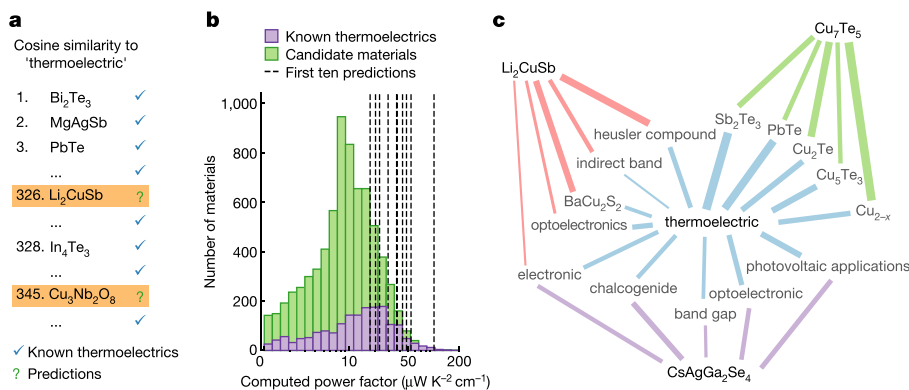 a
Cosine similarity to
'thermoelectric'
1. Bi₂Te₃ ✓
2. MgAgSb ✓
3. PbTe ✓
... ✓
326. Li₂CuSb ?
... ✓
328. In₄Te₃ ✓
... ✓
345. Cu₃Nb₂O₈ ?
... ✓
✓ Known thermoelectrics
? Predictions
b
Known thermoelectrics
Candidate materials
First ten predictions
Number of materials
1,000
800
600
400
200
0
0 10 50 200
Computed power factor (μW K⁻² cm⁻¹)
c
Cu₇Te₅
Li₂CuSb
Sb₂Te₃
PbTe
heusler compound
Cu₂Te
indirect band
Cu₅Te₃
BaCu₂S₂
Cu₂₋ₓ
optoelectronics
thermoelectric
electronic
photovoltaic applications
chalcogenide
optoelectronic
band gap
CsAgGa₂Se₄